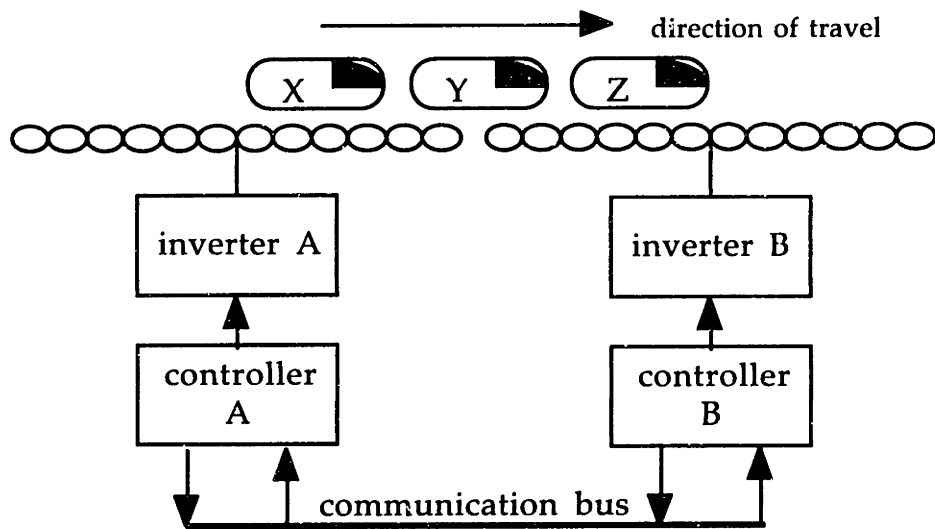 direction of travel
X Y Z
inverter A inverter B
controller controller
A B
communication bus